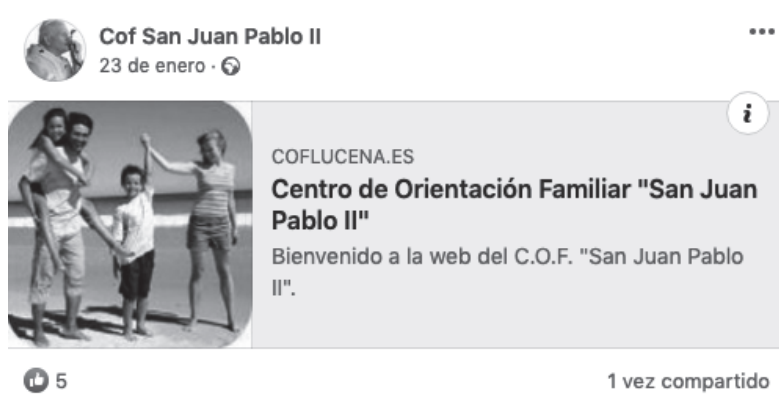 Cof San Juan Pablo II
23 de enero ·
COFLUCENA.ES
Centro de Orientación Familiar "San Juan
Pablo II"
Bienvenido a la web del C.O.F. "San Juan Pablo
II".
5
1 vez compartido